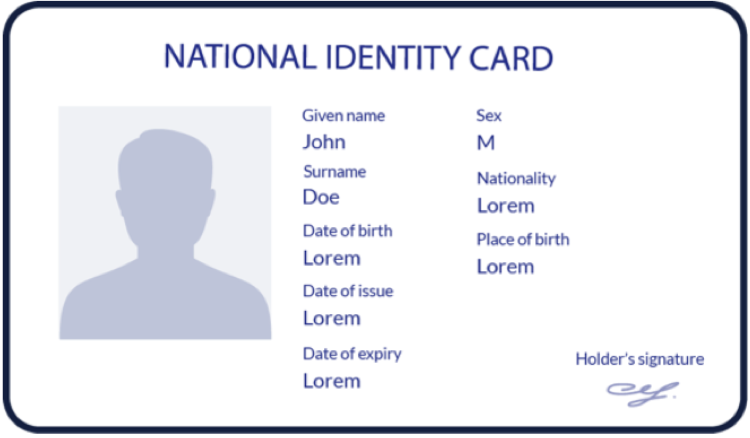 NATIONAL IDENTITY CARD
Given name
John
Surname
Doe
Date of birth
Lorem
Date of issue
Lorem
Date of expiry
Lorem
Sex
M
Nationality
Lorem
Place of birth
Lorem
Holder's signature